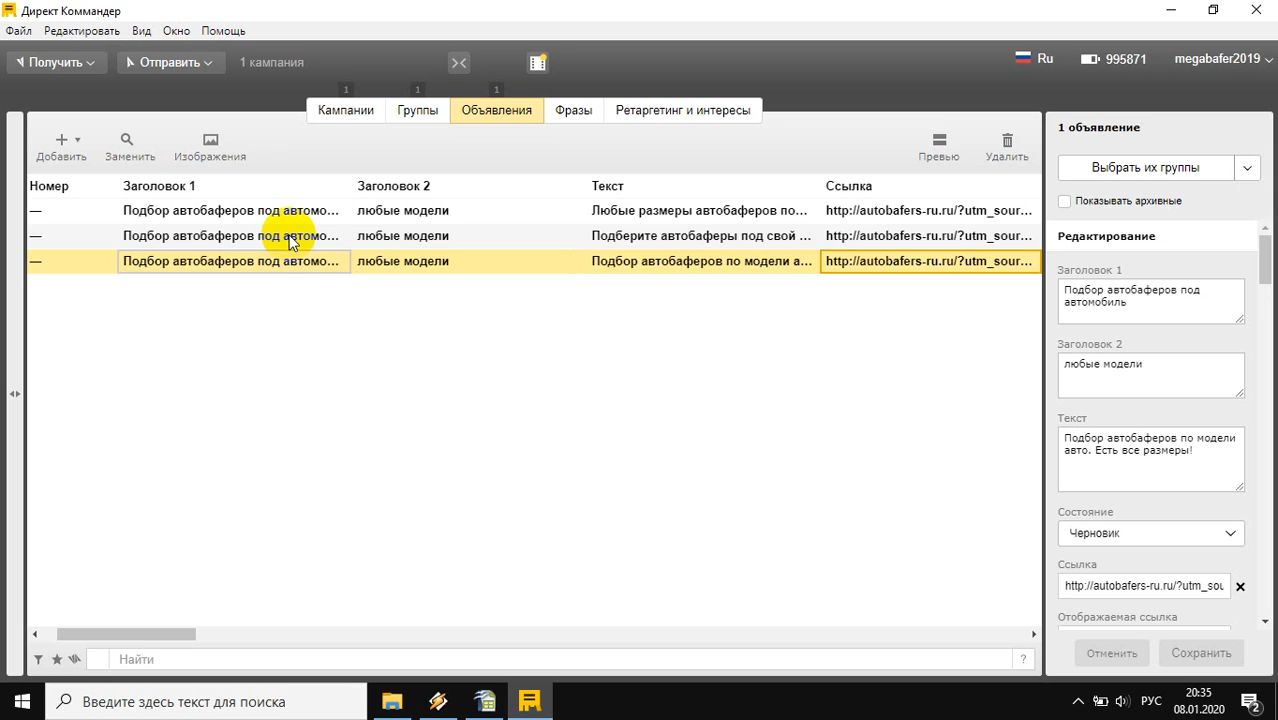 Директ Коммандер
Файл Редактировать Вид Окно Помощь
Получить Отправить 1 кампания Ru 995871 megabafer2019
1 1 1
Кампании Группы Объявления Фразы Ретаргетинг и интересы
Добавить Заменить Изображения Превью Удалить
Номер Заголовок 1 Заголовок 2 Текст Ссылка
— Подбор автобаферов под автомо... любые модели Любые размеры автобаферов по... http://autobafers-ru.ru/?utm_sour...
— Подбор автобаферов под автомо... любые модели Подберите автобаферы под свой ... http://autobafers-ru.ru/?utm_sour...
— Подбор автобаферов под автомо... любые модели Подбор автобаферов по модели а... http://autobafers-ru.ru/?utm_sour...
Найти ?
1 объявление
Выбрать их группы
Показывать архивные
Редактирование
Заголовок 1
Подбор автобаферов под
автомобиль
Заголовок 2
любые модели
Текст
Подбор автобаферов по модели
авто. Есть все размеры!
Состояние
Черновик
Ссылка
http://autobafers-ru.ru/?utm_sou
Отображаемая ссылка
Отменить Сохранить
Введите здесь текст для поиска
РУС
20:35
08.01.2020
2